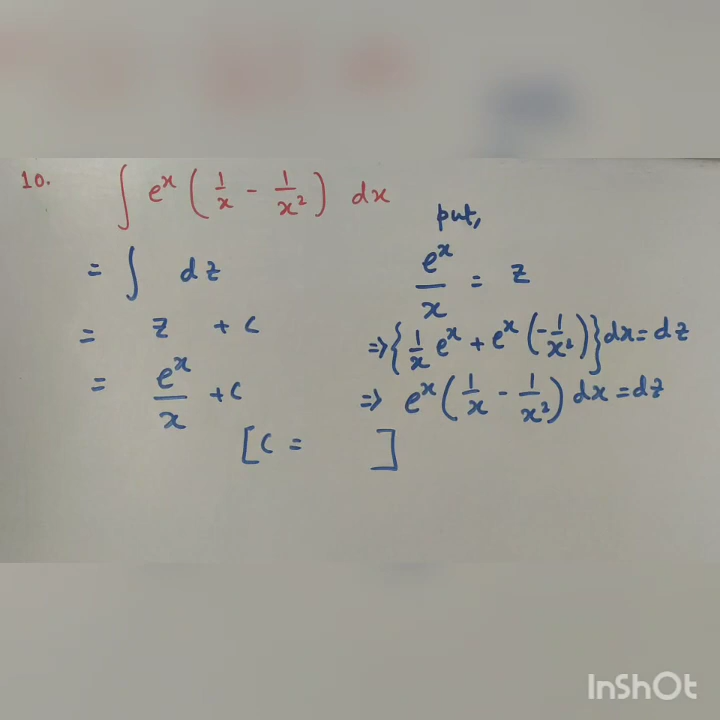 10. ∫ eˣ (1/x - 1/x²) dx
= ∫ dz
= z + c
= eˣ/x + c
[c = ]
put,
eˣ/x = z
⇒ {1/x eˣ + eˣ (-1/x²)} dx = dz
⇒ eˣ (1/x - 1/x²) dx = dz
InShOt